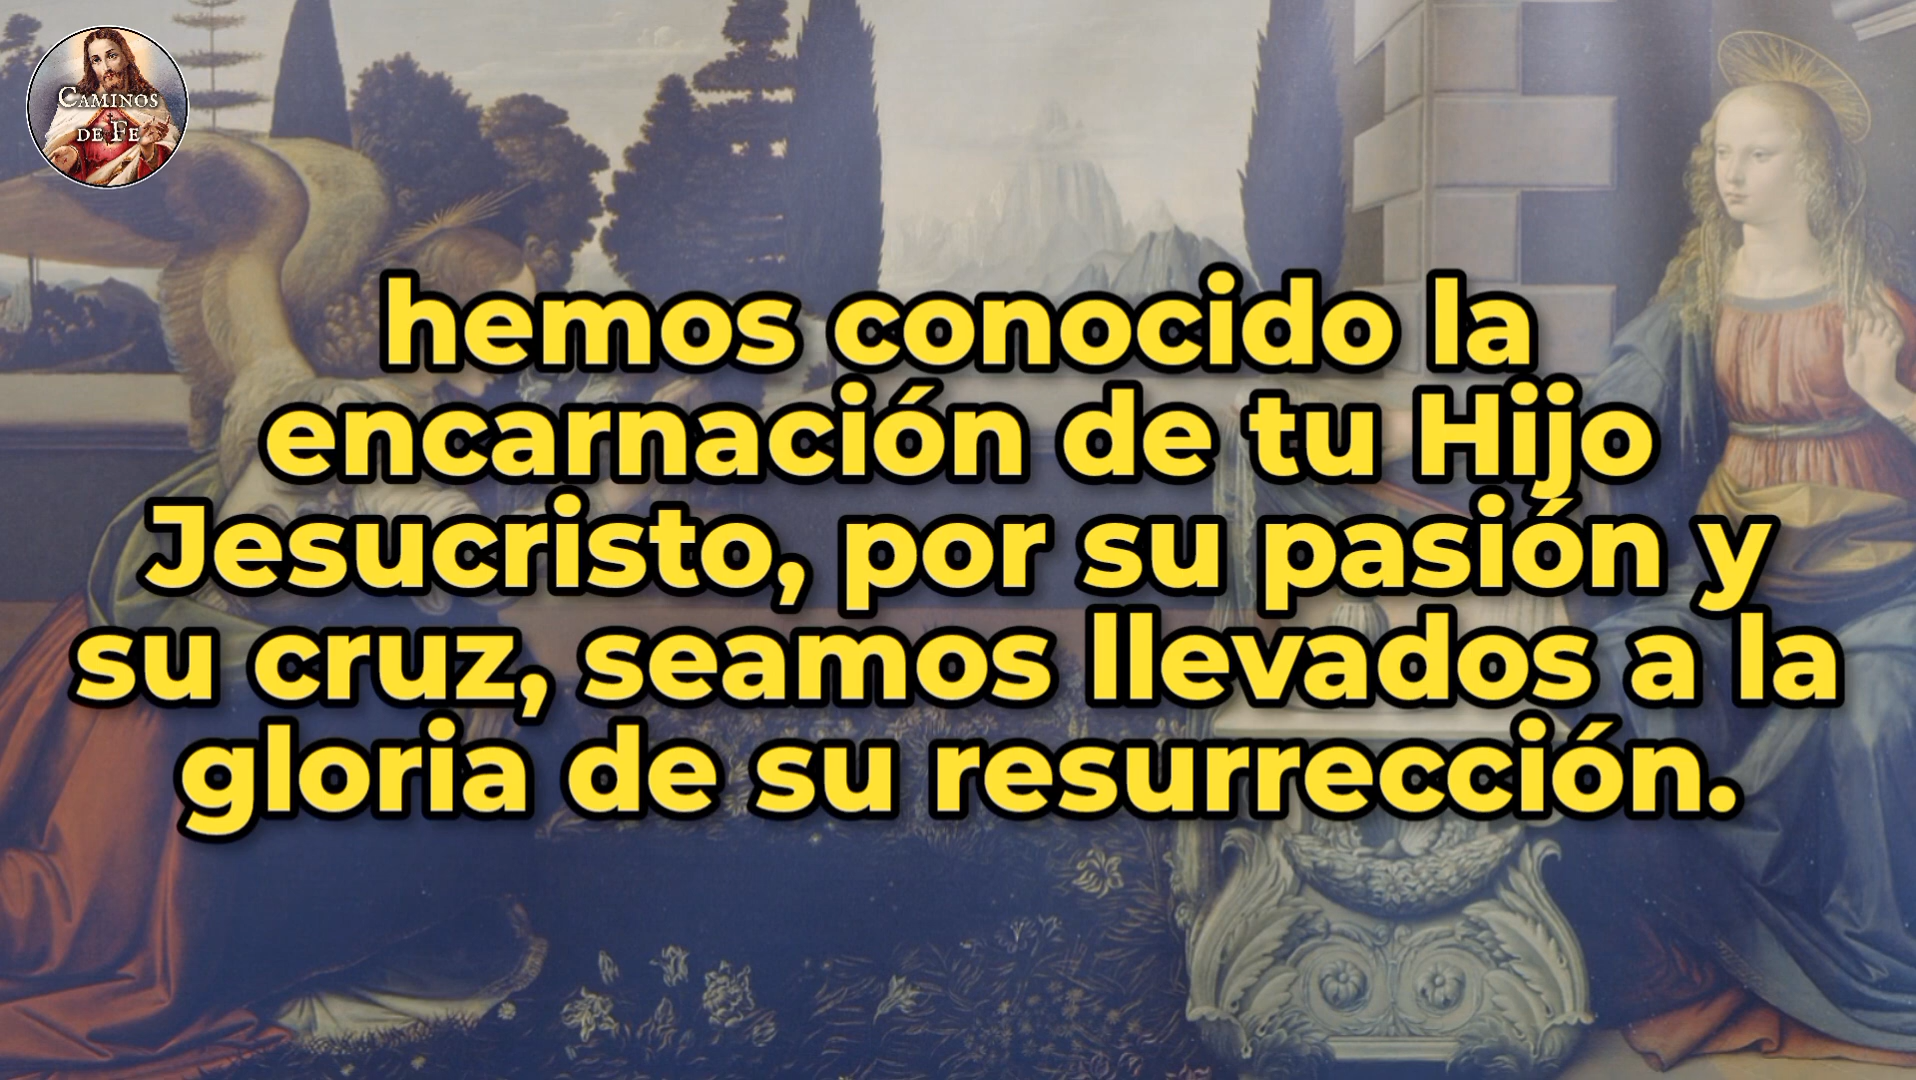 CAMINOS
DE FE
hemos conocido la
encarnación de tu Hijo
Jesucristo, por su pasión y
su cruz, seamos llevados a la
gloria de su resurrección.